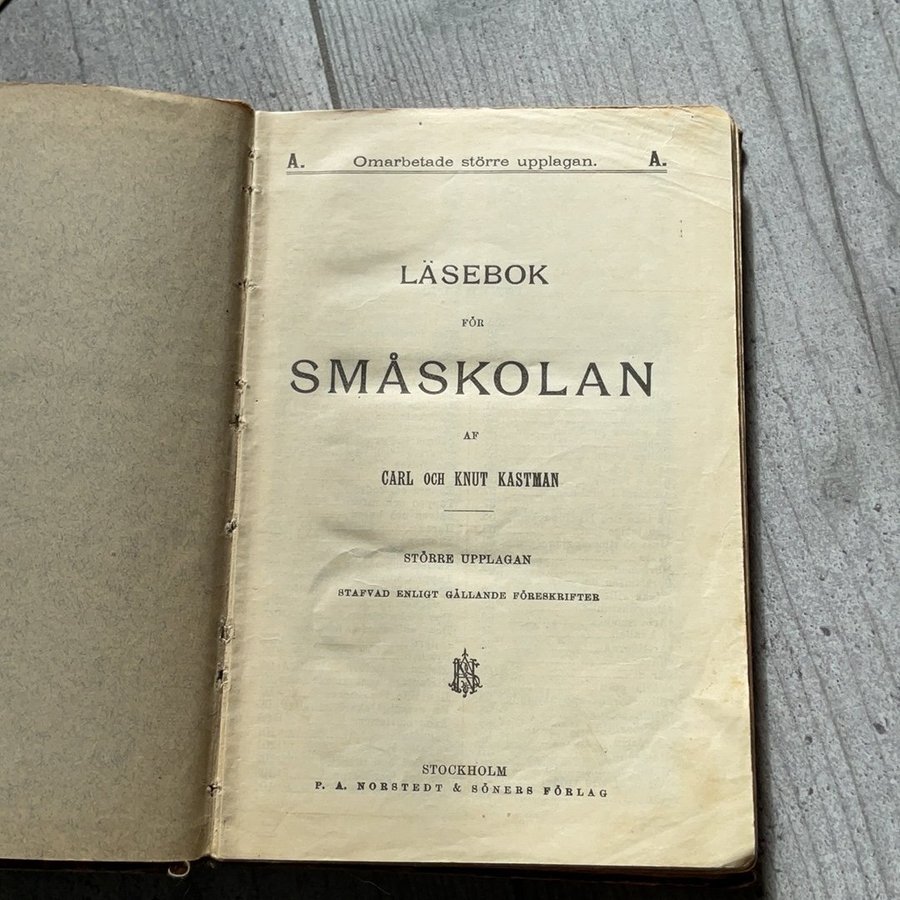 A. Omarbetade större upplagan. A.
LÄSEBOK
FÖR
SMÅSKOLAN
AF
CARL OCH KNUT KASTMAN
STÖRRE UPPLAGAN
STAFVAD ENLIGT GÄLLANDE FÖRESKRIFTER
STOCKHOLM
P. A. NORSTEDT & SÖNERS FÖRLAG